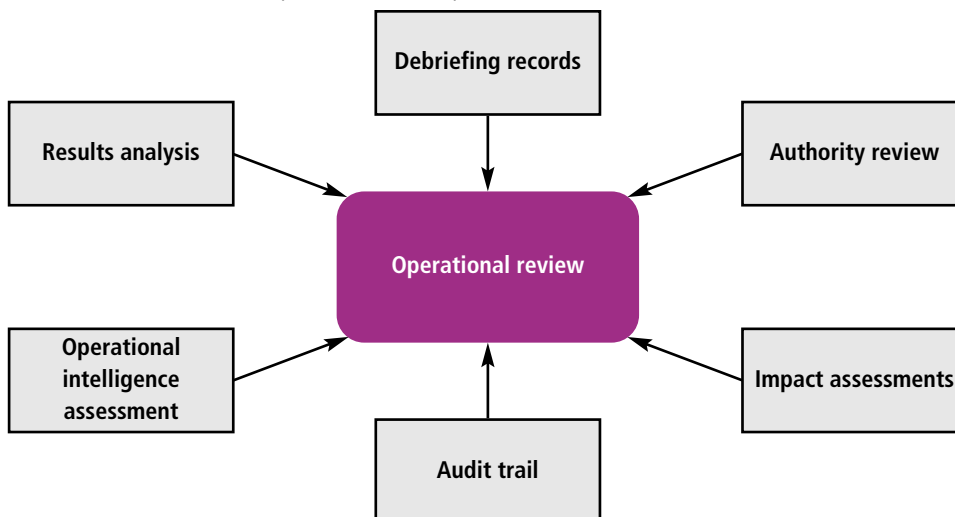 Debriefing records
Results analysis
Authority review
Operational review
Operational
intelligence
assessment
Impact assessments
Audit trail